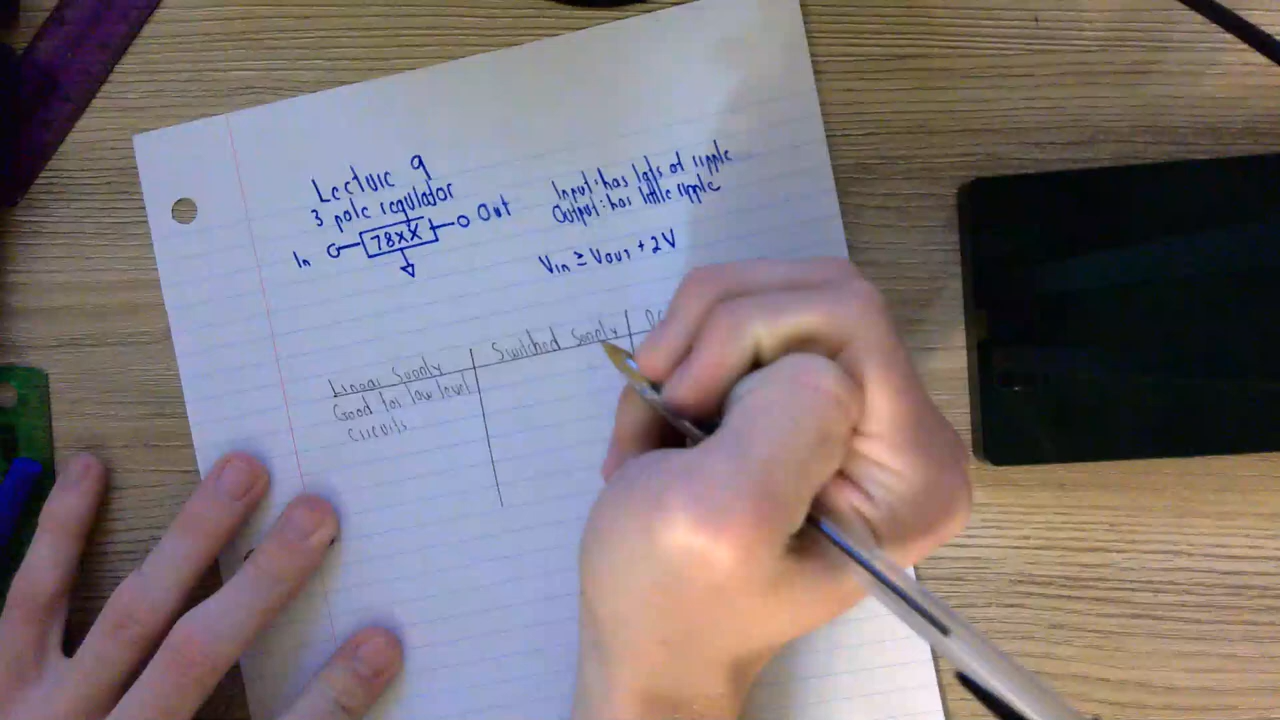 Lecture 9
3 pole regulator
In 78XX Out
Input: has lots of ripple
Output: has little ripple
Vin ≥ Vout + 2V
Linear Supply
Switched Supply
Good for low level
circuits